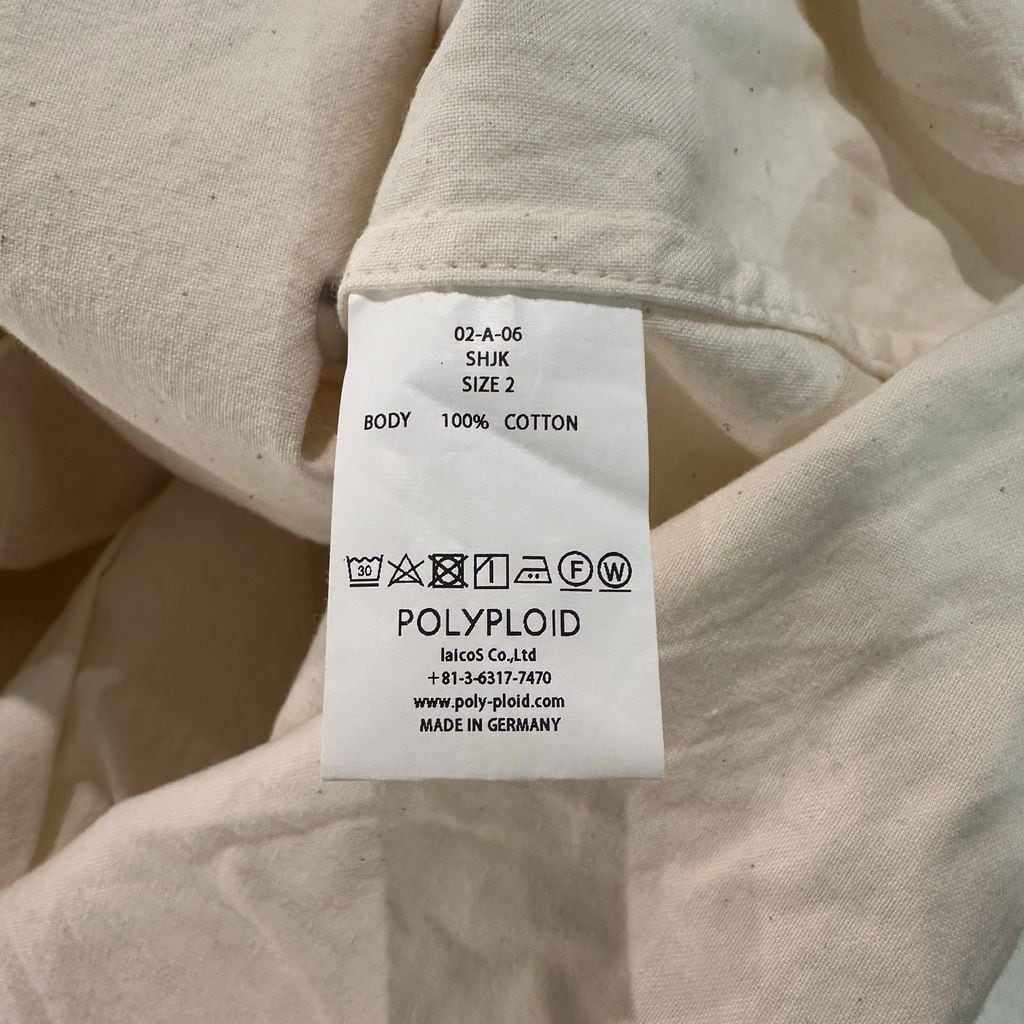 02-A-06
SHJK
SIZE 2
BODY 100% COTTON
30 F W
POLYPLOID
laicoS Co.,Ltd
+81-3-6317-7470
www.poly-ploid.com
MADE IN GERMANY